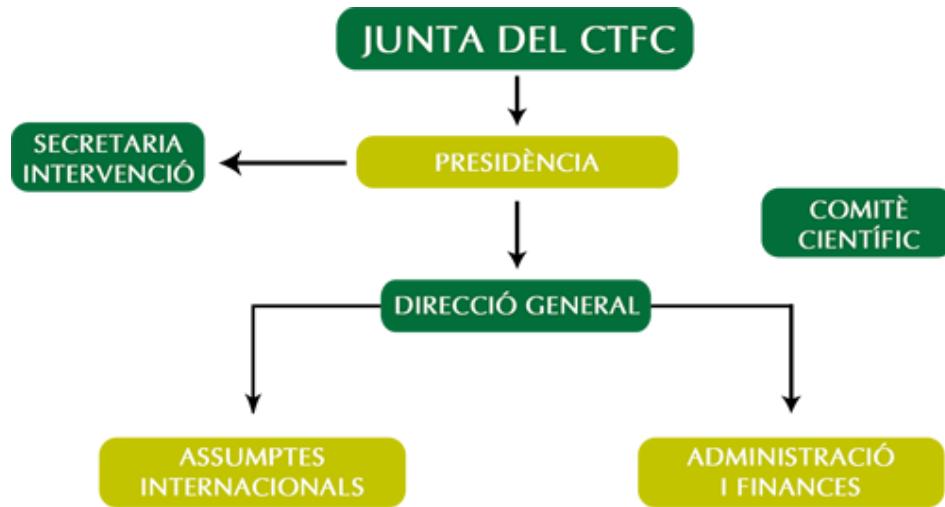 JUNTA DEL CTFC
SECRETARIA
INTERVENCIÓ
PRESIDÈNCIA
COMITÈ
CIENTÍFIC
DIRECCIÓ GENERAL
ASSUMPTES
INTERNACIONALS
ADMINISTRACIÓ
I FINANCES